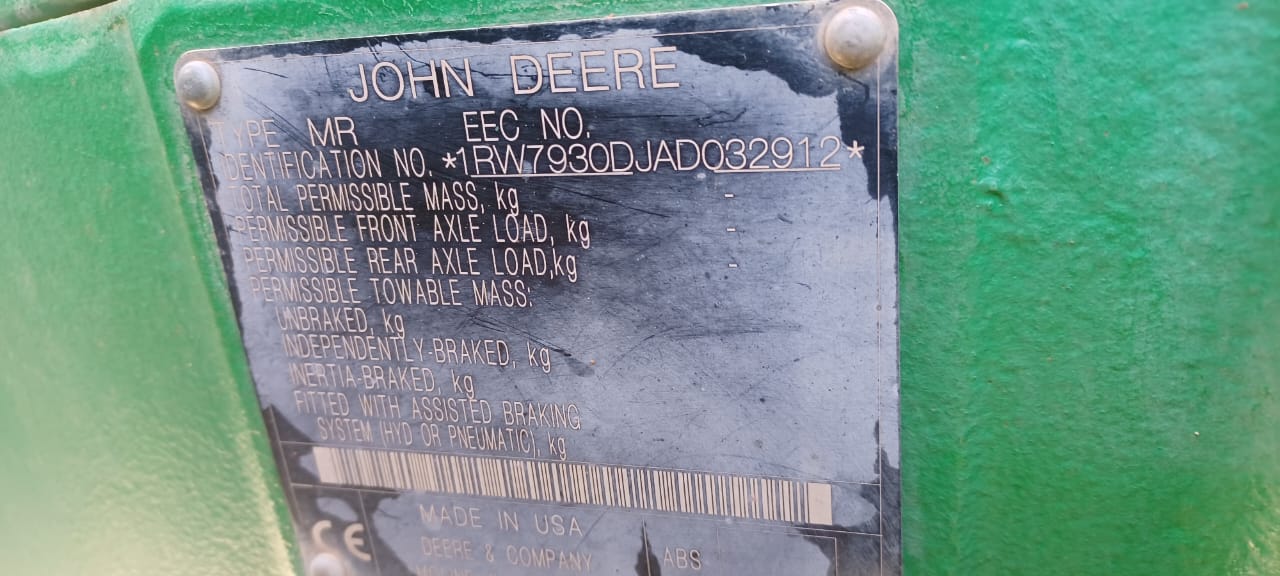 JOHN DEERE
TYPE MR EEC NO.
IDENTIFICATION NO. *1RW7930DJAD032912*
TOTAL PERMISSIBLE MASS, kg -
PERMISSIBLE FRONT AXLE LOAD, kg -
PERMISSIBLE REAR AXLE LOAD,kg -
PERMISSIBLE TOWABLE MASS:
UNBRAKED, kg
INDEPENDENTLY-BRAKED, kg
INERTIA-BRAKED, kg
FITTED WITH ASSISTED BRAKING
SYSTEM (HYD OR PNEUMATIC), kg
CE MADE IN USA
DEERE & COMPANY ABS